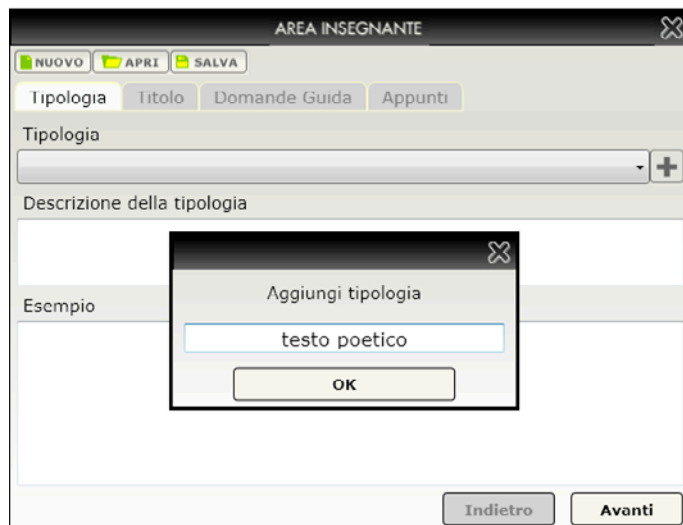 AREA INSEGNANTE
NUOVO APRI SALVA
Tipologia Titolo Domande Guida Appunti
Tipologia
Descrizione della tipologia
Aggiungi tipologia
Esempio
testo poetico
OK
Indietro Avanti